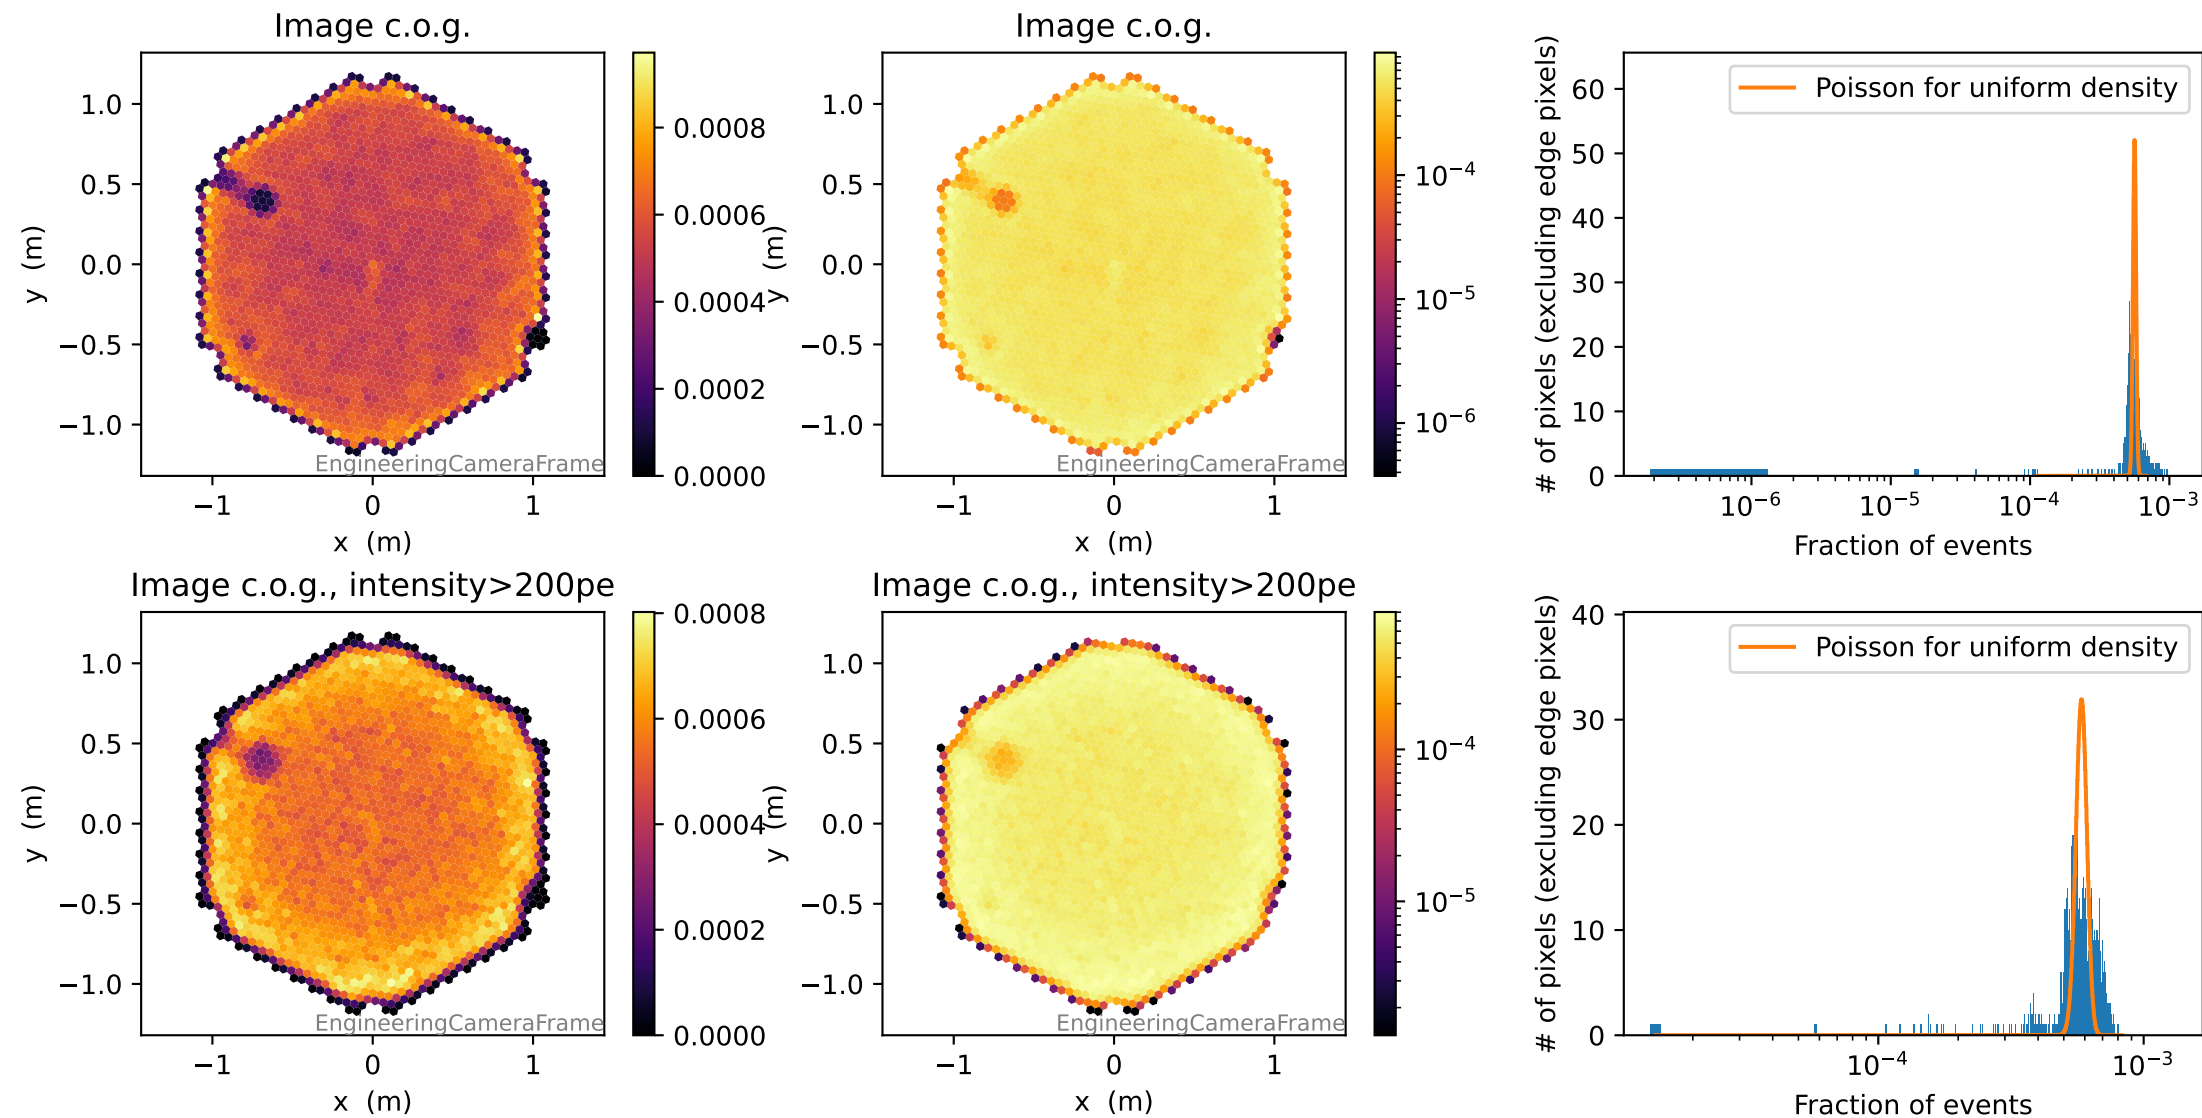 Image c.o.g.
1.0
0.5
0.0
−0.5
−1.0
y (m)
−1
0
1
x (m)
EngineeringCameraFrame
0.0008
0.0006
0.0004
0.0002
0.0000
Image c.o.g.
1.0
0.5
0.0
−0.5
−1.0
y (m)
−1
0
1
x (m)
EngineeringCameraFrame
10⁻⁴
10⁻⁵
10⁻⁶
Poisson for uniform density
60
50
40
30
20
10
0
# of pixels (excluding edge pixels)
10⁻⁶
10⁻⁵
10⁻⁴
10⁻³
Fraction of events
Image c.o.g., intensity>200pe
1.0
0.5
0.0
−0.5
−1.0
y (m)
−1
0
1
x (m)
EngineeringCameraFrame
0.0008
0.0006
0.0004
0.0002
0.0000
Image c.o.g., intensity>200pe
1.0
0.5
0.0
−0.5
−1.0
y (m)
−1
0
1
x (m)
EngineeringCameraFrame
10⁻⁴
10⁻⁵
Poisson for uniform density
40
30
20
10
0
# of pixels (excluding edge pixels)
10⁻⁴
10⁻³
Fraction of events